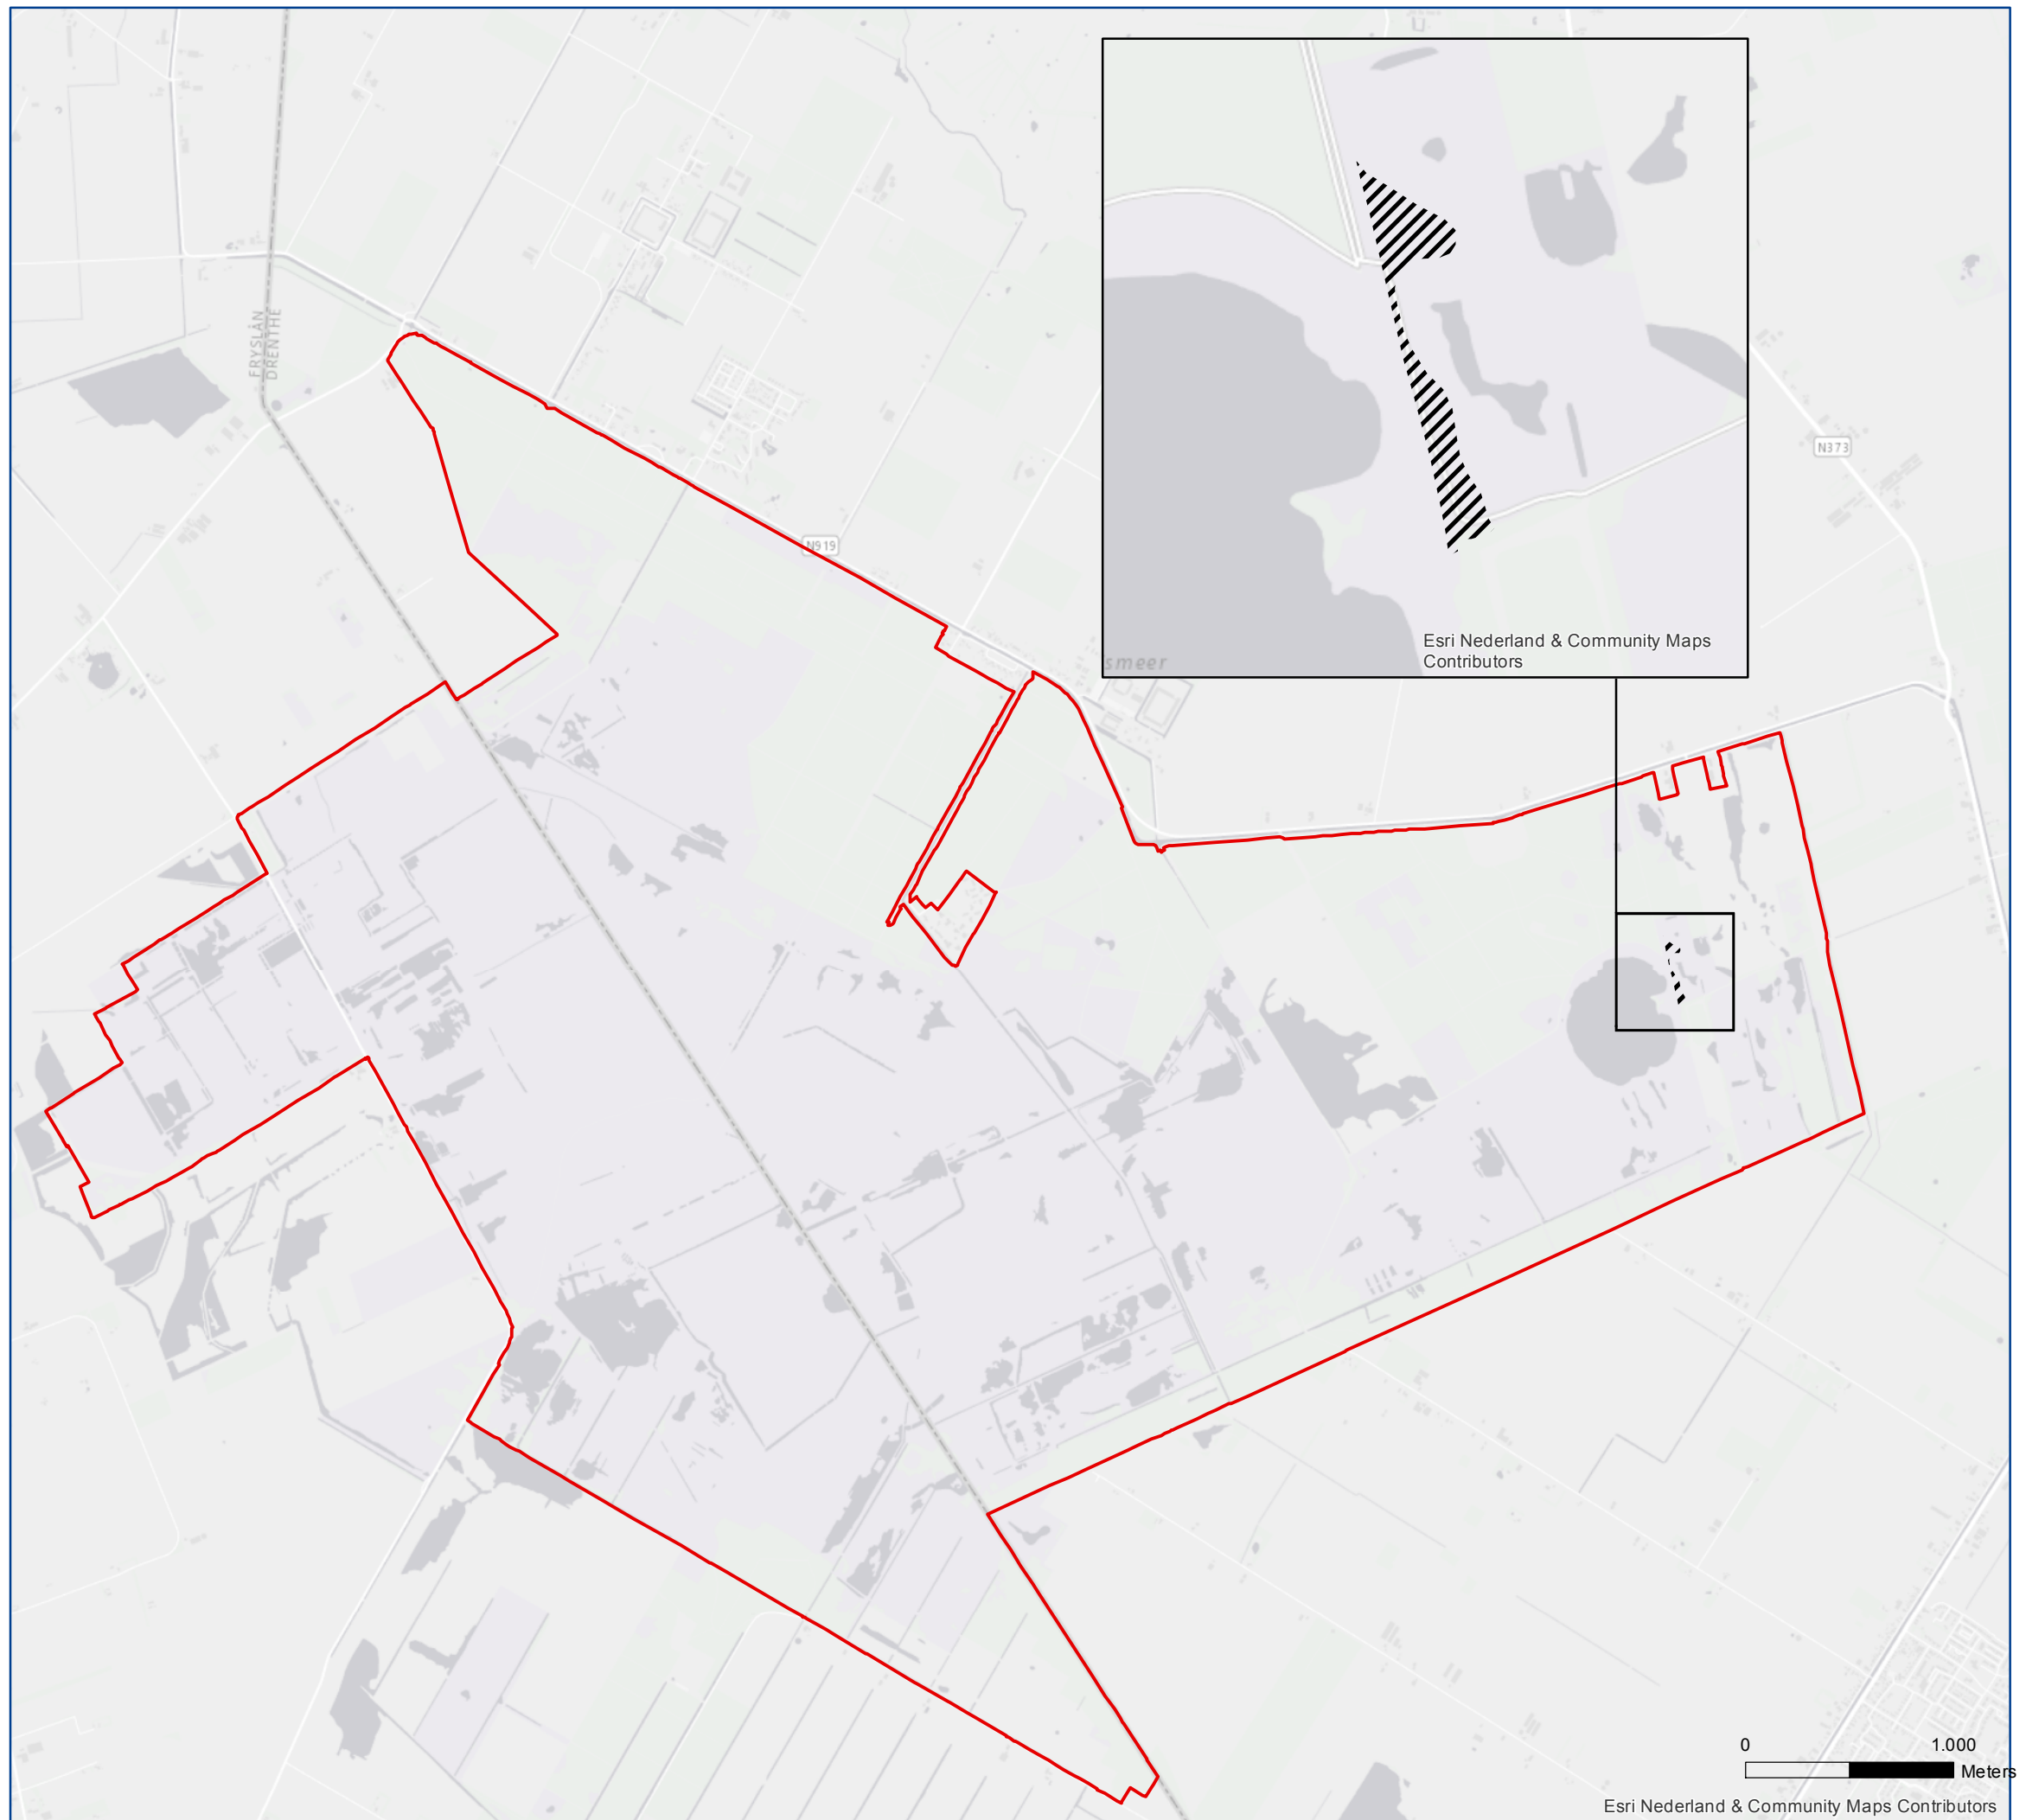 FRYSLÂN
DRENTHE
N919
smeer
N373
Esri Nederland & Community Maps
Contributors
0 1.000
Meters
Esri Nederland & Community Maps Contributors